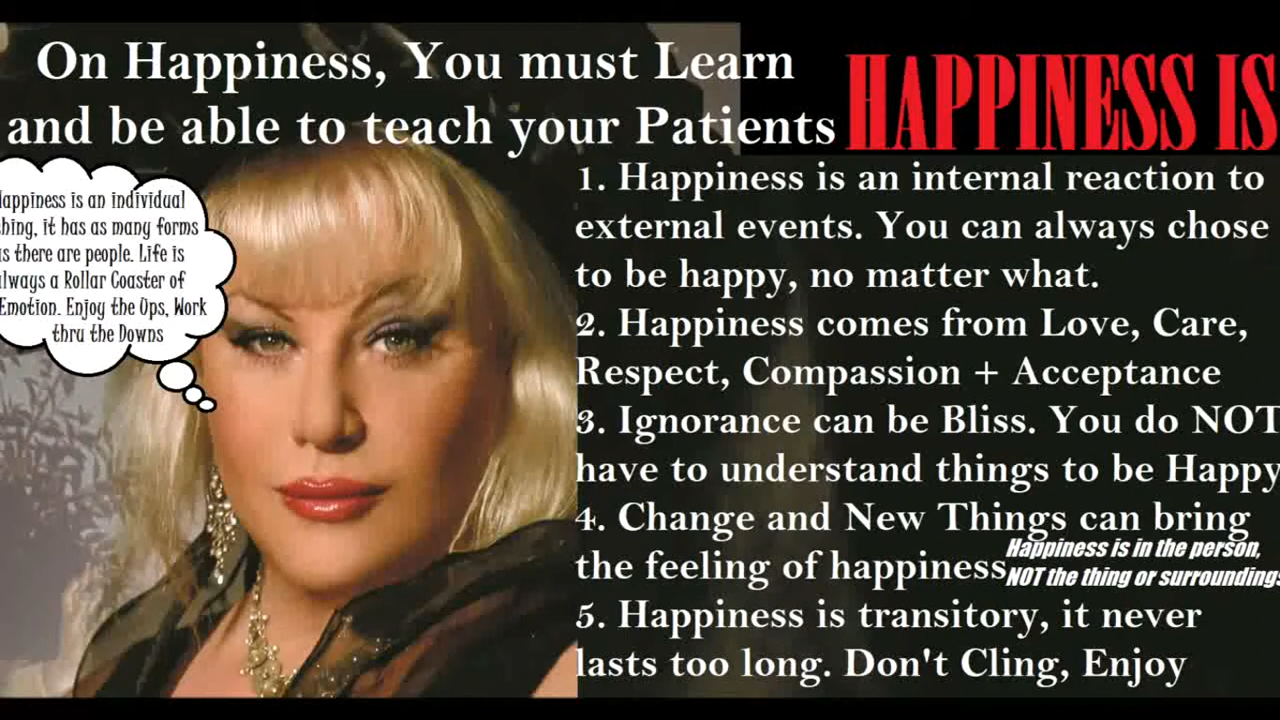 On Happiness, You must Learn
and be able to teach your Patients
HAPPINESS IS
appiness is an individual
hing, it has as many forms
s there are people. Life is
lways a Rollar Coaster of
Emotion. Enjoy the Ups, Work
thru the Downs
1. Happiness is an internal reaction to
external events. You can always chose
to be happy, no matter what.
2. Happiness comes from Love, Care,
Respect, Compassion + Acceptance
3. Ignorance can be Bliss. You do NOT
have to understand things to be Happy
4. Change and New Things can bring
the feeling of happiness
Happiness is in the person,
NOT the thing or surroundings
5. Happiness is transitory, it never
lasts too long. Don't Cling, Enjoy